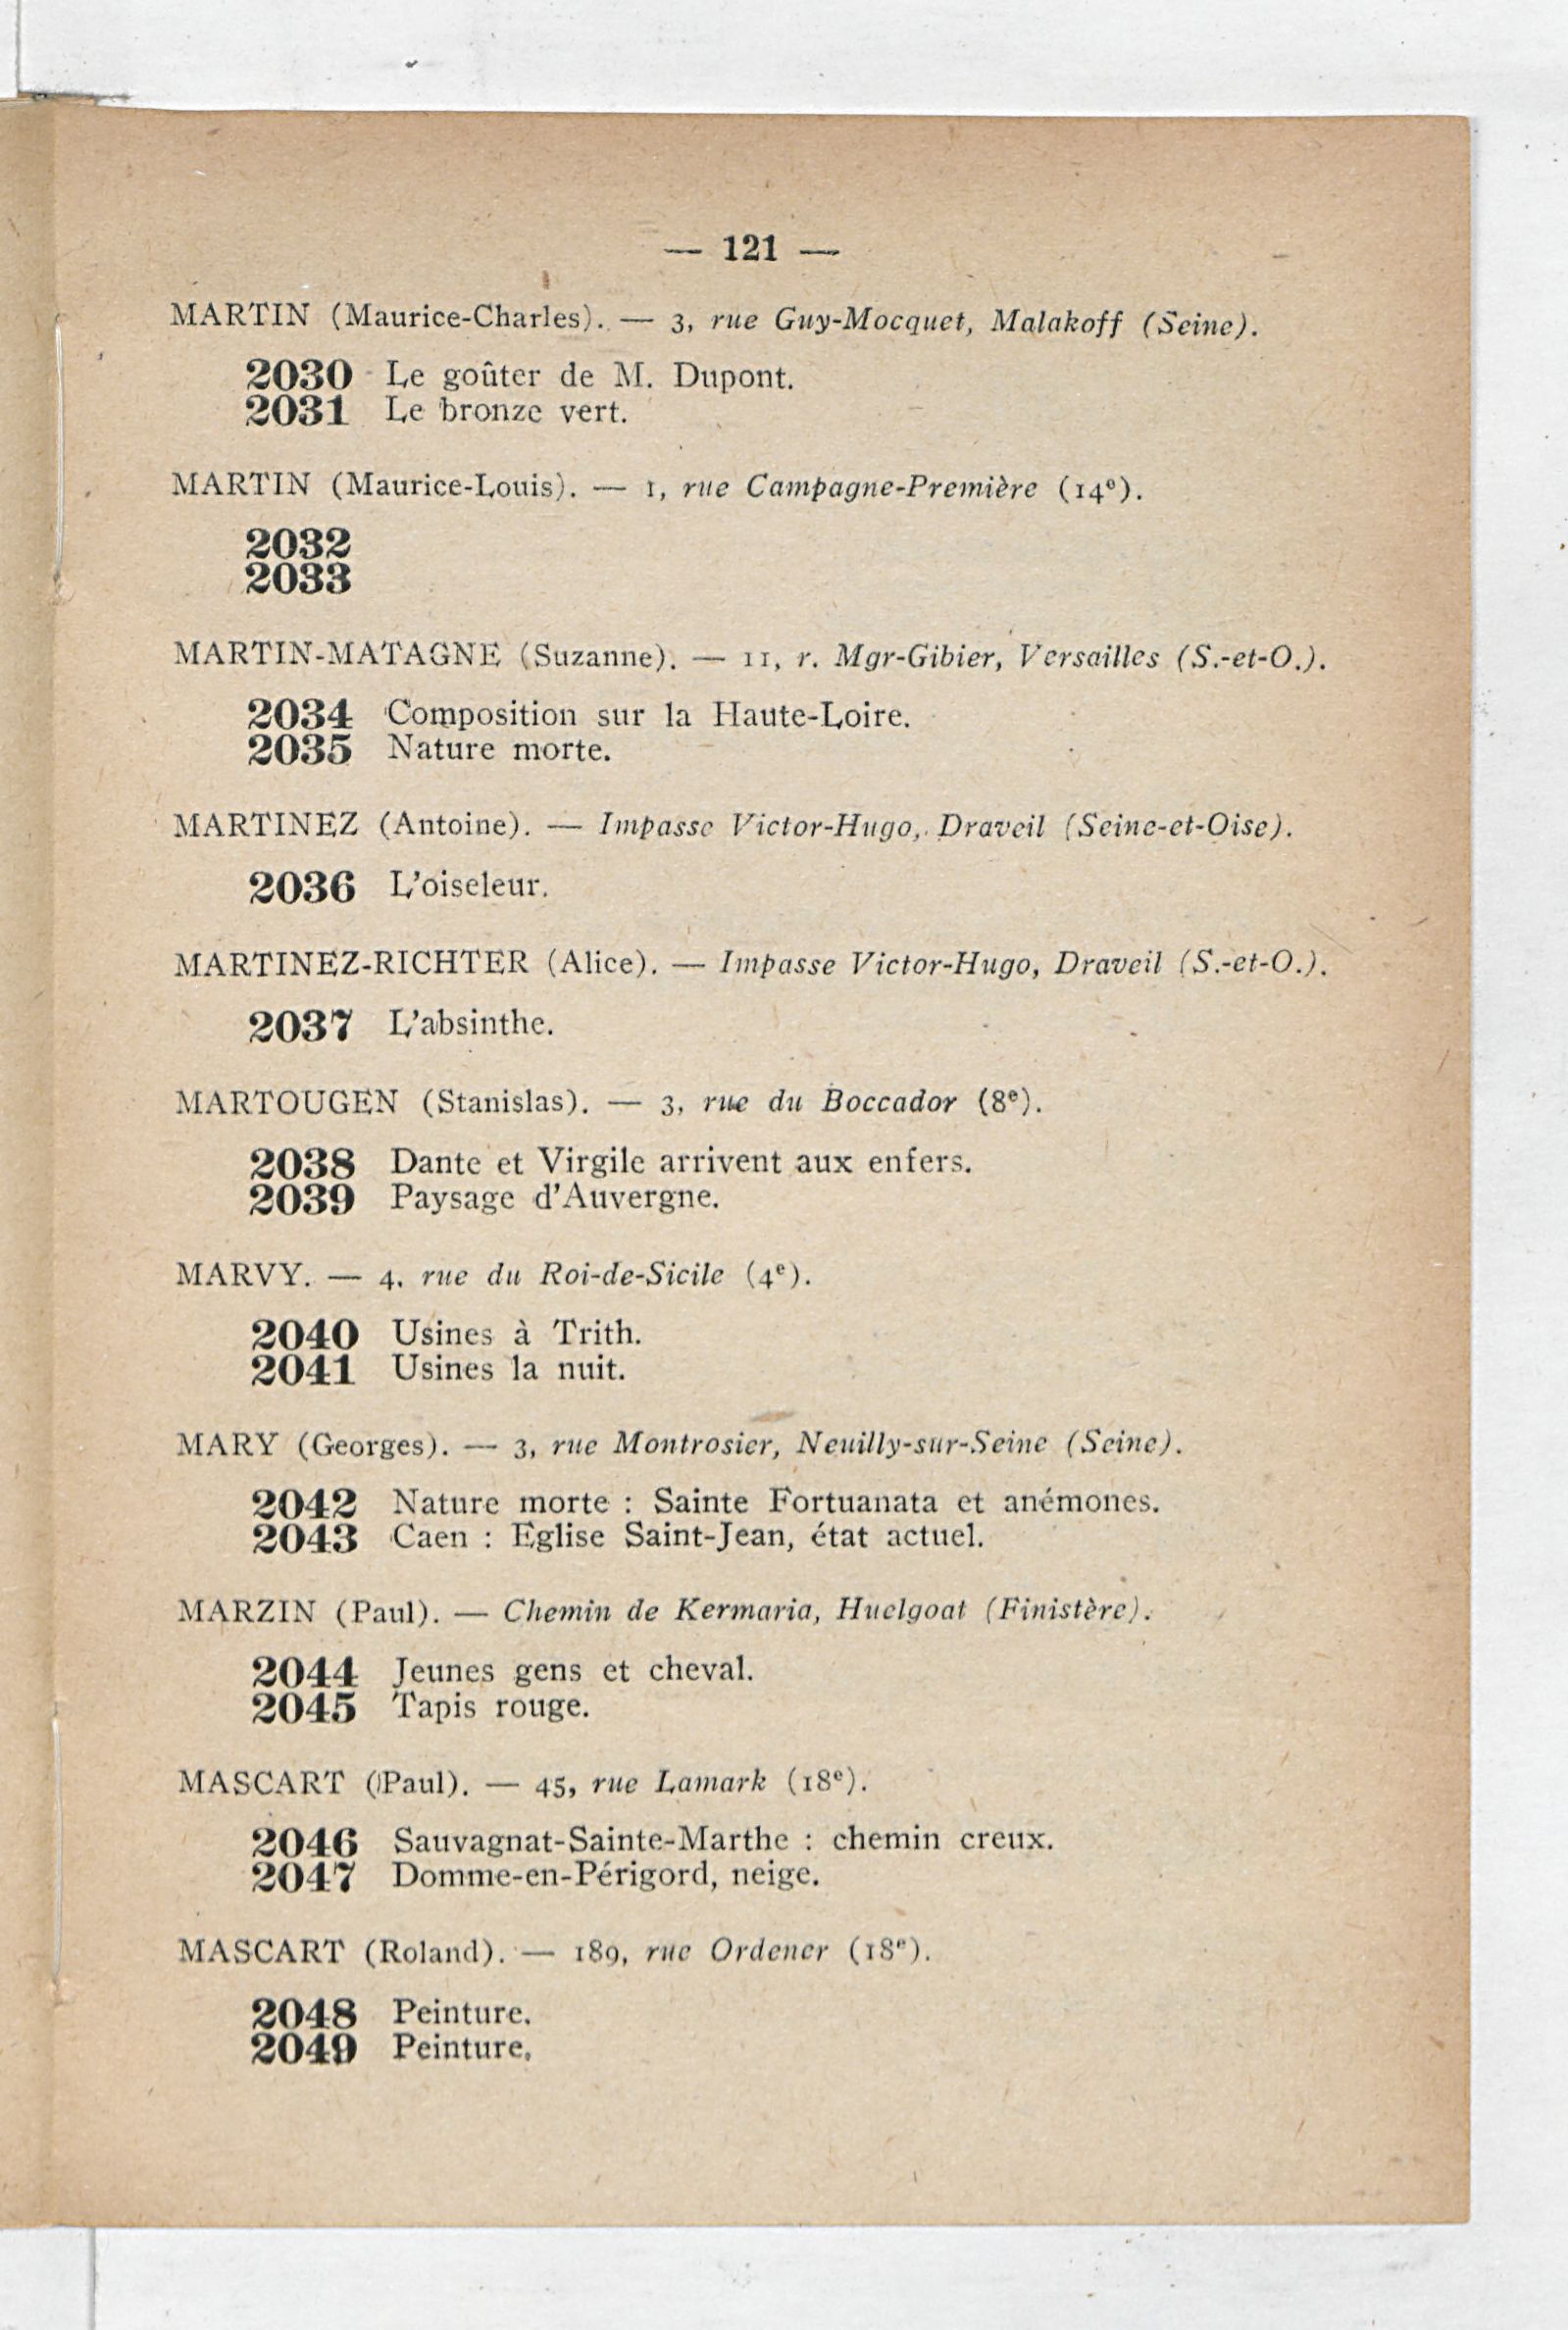 — 121 —
MARTIN (Maurice-Charles). — 3, rue Guy-Mocquet, Malakoff (Seine).
2030 Le goûter de M. Dupont.
2031 Le bronze vert.
MARTIN (Maurice-Louis). — 1, rue Campagne-Première (14e).
2032
2033
MARTIN-MATAGNE (Suzanne). — 11, r. Mgr-Gibier, Versailles (S.-et-O.).
2034 Composition sur la Haute-Loire.
2035 Nature morte.
MARTINEZ (Antoine). — Impasse Victor-Hugo, Draveil (Seine-et-Oise).
2036 L'oiseleur.
MARTINEZ-RICHTER (Alice). — Impasse Victor-Hugo, Draveil (S.-et-O.).
2037 L'absinthe.
MARTOUGEN (Stanislas). — 3, rue du Boccador (8e).
2038 Dante et Virgile arrivent aux enfers.
2039 Paysage d'Auvergne.
MARVY. — 4, rue du Roi-de-Sicile (4e).
2040 Usines à Trith.
2041 Usines la nuit.
MARY (Georges). — 3, rue Montrosier, Neuilly-sur-Seine (Seine).
2042 Nature morte : Sainte Fortuanata et anémones.
2043 Caen : Eglise Saint-Jean, état actuel.
MARZIN (Paul). — Chemin de Kermaria, Huelgoat (Finistère).
2044 Jeunes gens et cheval.
2045 Tapis rouge.
MASCART (Paul). — 45, rue Lamark (18e).
2046 Sauvagnat-Sainte-Marthe : chemin creux.
2047 Domme-en-Périgord, neige.
MASCART (Roland). — 189, rue Ordener (18e).
2048 Peinture.
2049 Peinture.